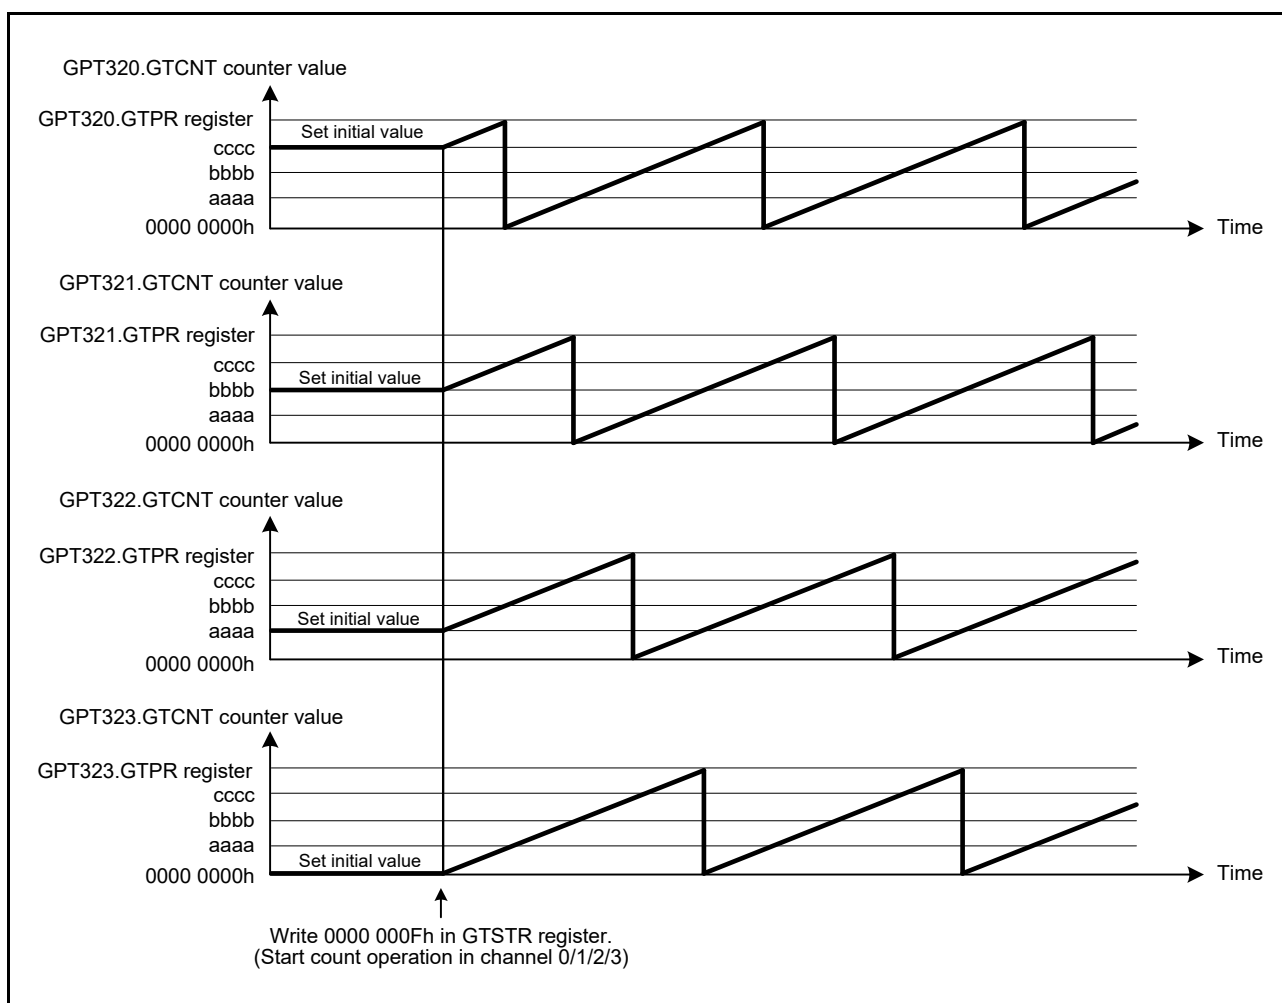 GPT320.GTCNT counter value
GPT320.GTPR register
Set initial value
cccc
bbbb
aaaa
0000 0000h
Time
GPT321.GTCNT counter value
GPT321.GTPR register
cccc
Set initial value
bbbb
aaaa
0000 0000h
Time
GPT322.GTCNT counter value
GPT322.GTPR register
cccc
bbbb
Set initial value
aaaa
0000 0000h
Time
GPT323.GTCNT counter value
GPT323.GTPR register
cccc
bbbb
aaaa
Set initial value
0000 0000h
Time
Write 0000 000Fh in GTSTR register.
(Start count operation in channel 0/1/2/3)